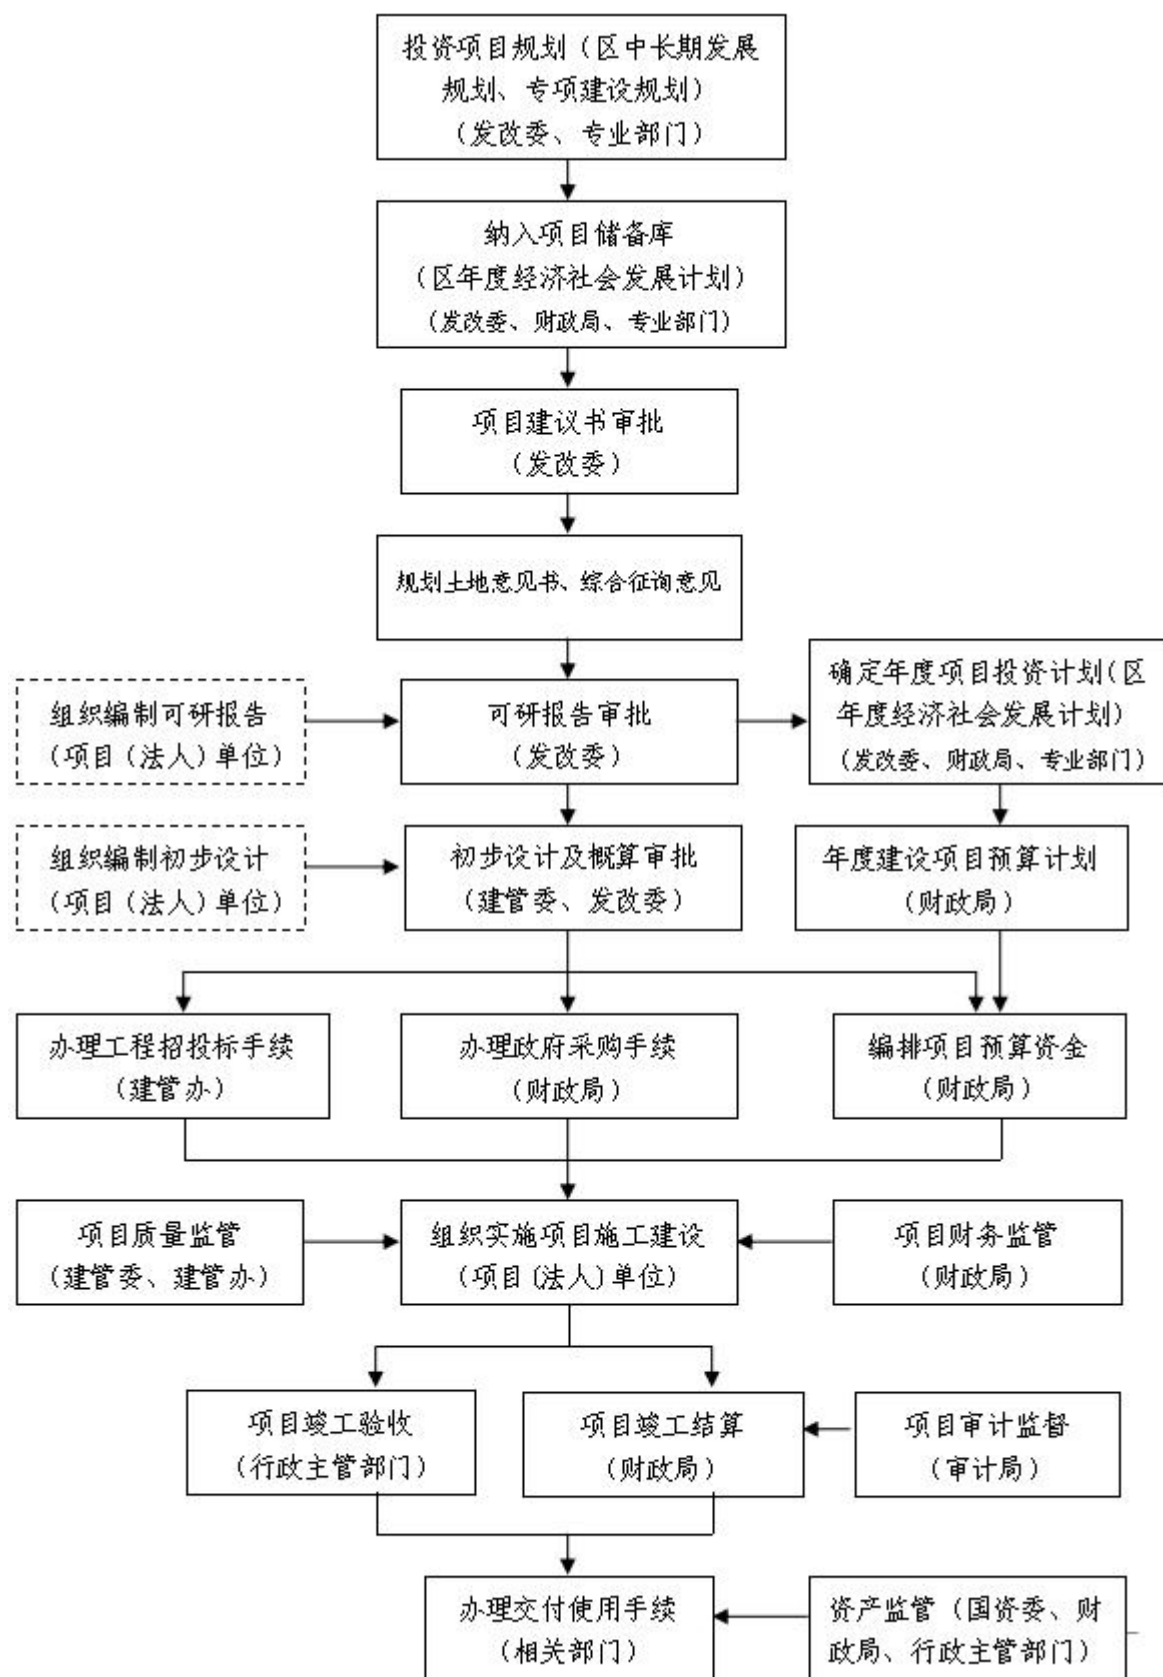 投资项目规划（区中长期发展
规划、专项建设规划）
（发改委、专业部门）
纳入项目储备库
（区年度经济社会发展计划）
（发改委、财政局、专业部门）
项目建议书审批
（发改委）
规划土地意见书、综合征询意见
组织编制可研报告
（项目（法人）单位）
可研报告审批
（发改委）
确定年度项目投资计划（区
年度经济社会发展计划）
（发改委、财政局、专业部门）
组织编制初步设计
（项目（法人）单位）
初步设计及概算审批
（建管委、发改委）
年度建设项目预算计划
（财政局）
办理工程招投标手续
（建管办）
办理政府采购手续
（财政局）
编排项目预算资金
（财政局）
项目质量监管
（建管委、建管办）
组织实施项目施工建设
（项目（法人）单位）
项目财务监管
（财政局）
项目竣工验收
（行政主管部门）
项目竣工结算
（财政局）
项目审计监督
（审计局）
办理交付使用手续
（相关部门）
资产监管（国资委、财
政局、行政主管部门）